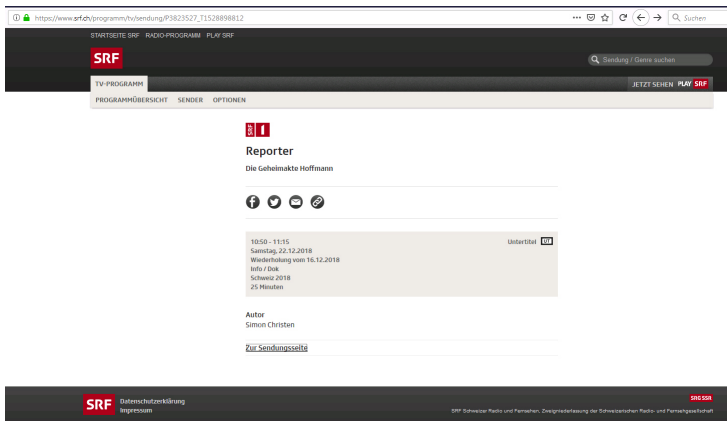 https://www.srf.ch/programm/tv/sendung/P3823527_T1528898812
Suchen
STARTSEITE SRF RADIO-PROGRAMM PLAY SRF
SRF
Sendung / Genre suchen
TV-PROGRAMM
JETZT SEHEN PLAY SRF
PROGRAMMÜBERSICHT SENDER OPTIONEN
SRF 1
Reporter
Die Geheimakte Hoffmann
10:50 - 11:15
Untertitel UT
Samstag, 22.12.2018
Wiederholung vom 16.12.2018
Info / Dok
Schweiz 2018
25 Minuten
Autor
Simon Christen
Zur Sendungsseite
SRF
Datenschutzerklärung
Impressum
SRG SSR
SRF Schweizer Radio und Fernsehen, Zweigniederlassung der Schweizerischen Radio- und Fernsehgesellschaft